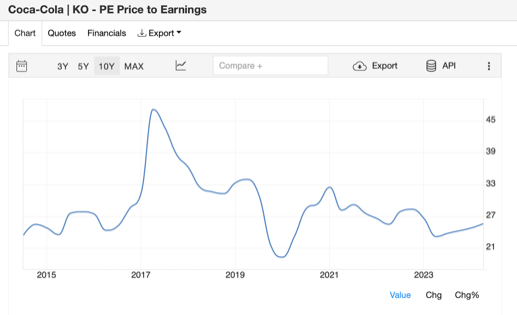 Coca-Cola | KO - PE Price to Earnings
Chart Quotes Financials Export
3Y 5Y 10Y MAX Compare + Export API
45
39
33
27
21
2015 2017 2019 2021 2023
Value Chg Chg%